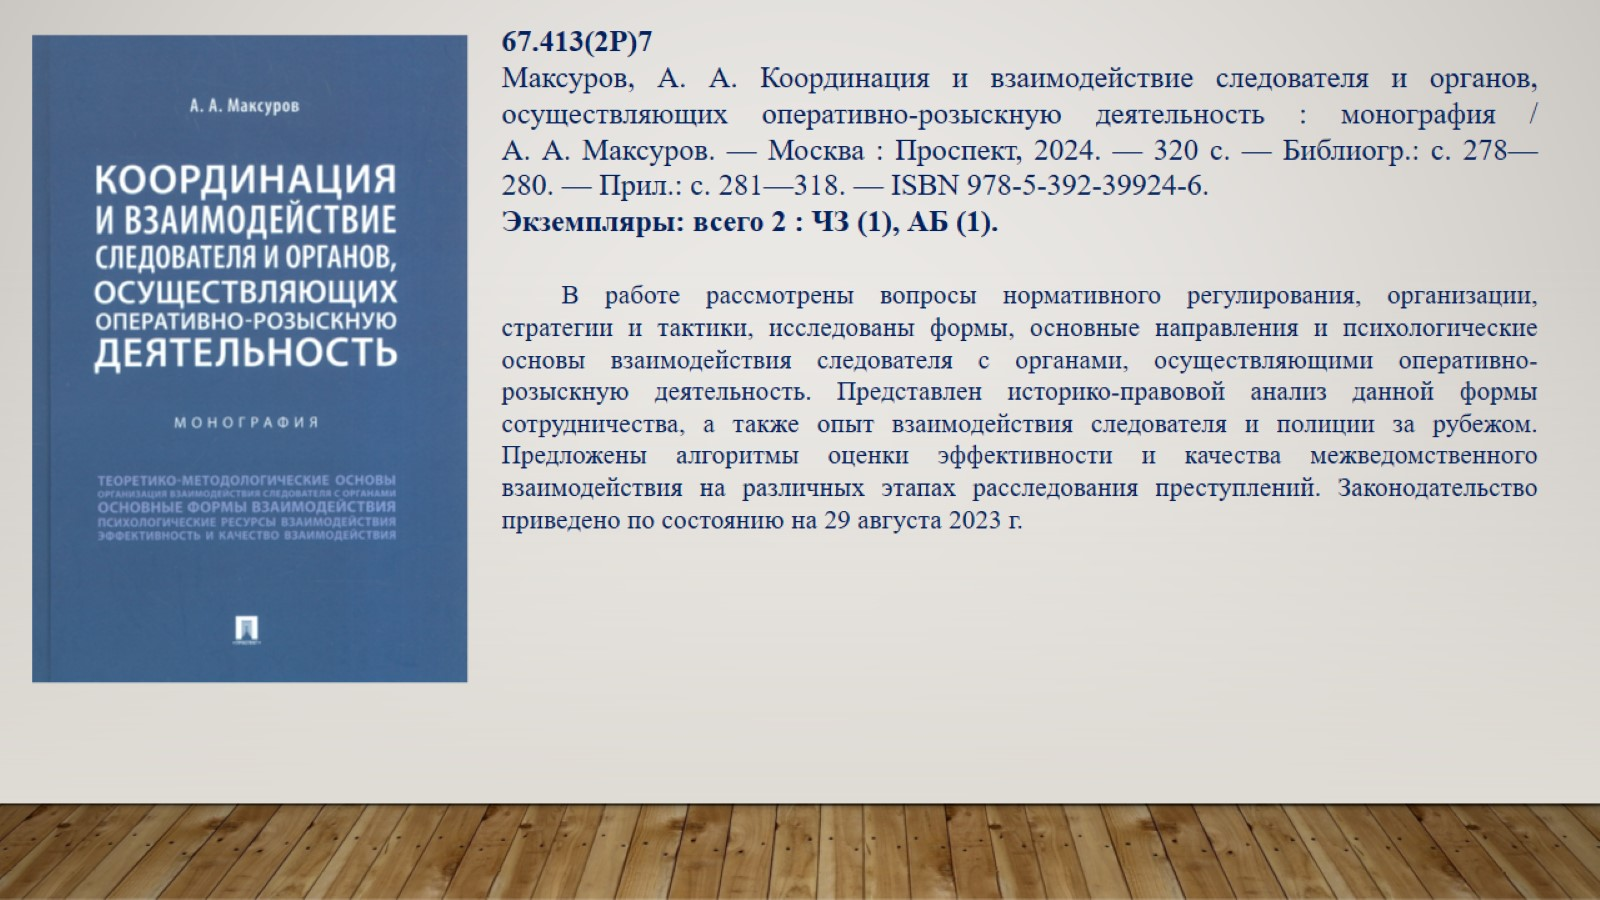 А. А. Максуров
КООРДИНАЦИЯ
И ВЗАИМОДЕЙСТВИЕ
СЛЕДОВАТЕЛЯ И ОРГАНОВ,
ОСУЩЕСТВЛЯЮЩИХ
ОПЕРАТИВНО-РОЗЫСКНУЮ
ДЕЯТЕЛЬНОСТЬ
МОНОГРАФИЯ
ТЕОРЕТИКО-МЕТОДОЛОГИЧЕСКИЕ ОСНОВЫ
ОРГАНИЗАЦИЯ ВЗАИМОДЕЙСТВИЯ СЛЕДОВАТЕЛЯ С ОРГАНАМИ
ОСНОВНЫЕ ФОРМЫ ВЗАИМОДЕЙСТВИЯ
ПСИХОЛОГИЧЕСКИЕ РЕСУРСЫ ВЗАИМОДЕЙСТВИЯ
ЭФФЕКТИВНОСТЬ И КАЧЕСТВО ВЗАИМОДЕЙСТВИЯ
67.413(2Р)7
Максуров, А. А. Координация и взаимодействие следователя и органов,
осуществляющих оперативно-розыскную деятельность : монография /
А. А. Максуров. — Москва : Проспект, 2024. — 320 с. — Библиогр.: с. 278—
280. — Прил.: с. 281—318. — ISBN 978-5-392-39924-6.
Экземпляры: всего 2 : ЧЗ (1), АБ (1).
В работе рассмотрены вопросы нормативного регулирования, организации,
стратегии и тактики, исследованы формы, основные направления и психологические
основы взаимодействия следователя с органами, осуществляющими оперативно-
розыскную деятельность. Представлен историко-правовой анализ данной формы
сотрудничества, а также опыт взаимодействия следователя и полиции за рубежом.
Предложены алгоритмы оценки эффективности и качества межведомственного
взаимодействия на различных этапах расследования преступлений. Законодательство
приведено по состоянию на 29 августа 2023 г.